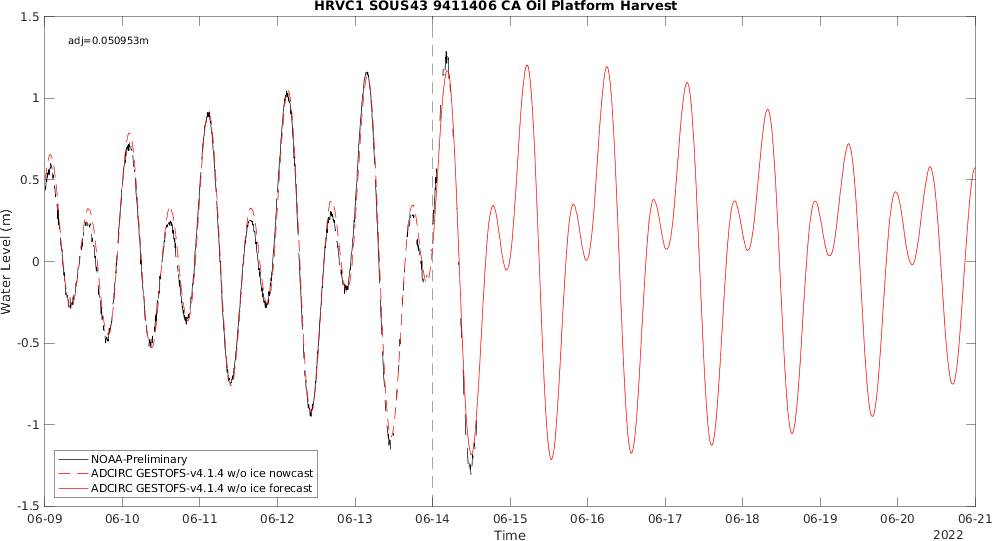 HRVC1 SOUS43 9411406 CA Oil Platform Harvest
adj=0.050953m
Water Level (m)
1.5
1
0.5
0
-0.5
-1
-1.5
NOAA-Preliminary
ADCIRC GESTOFS-v4.1.4 w/o ice nowcast
ADCIRC GESTOFS-v4.1.4 w/o ice forecast
06-09 06-10 06-11 06-12 06-13 06-14 06-15 06-16 06-17 06-18 06-19 06-20 06-21
Time
2022